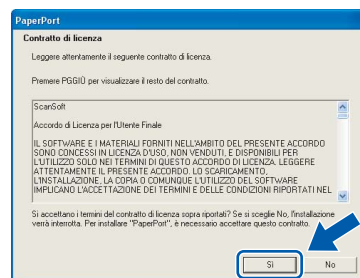 PaperPort
Contratto di licenza
Leggere attentamente il seguente contratto di licenza.
Premere PGGIÙ per visualizzare il resto del contratto.
ScanSoft
Accordo di Licenza per l'Utente Finale
IL SOFTWARE E I MATERIALI FORNITI NELL'AMBITO DEL PRESENTE ACCORDO
SONO CONCESSI IN LICENZA D'USO, NON VENDUTI, E DISPONIBILI PER
L'UTILIZZO SOLO NEI TERMINI DI QUESTO ACCORDO DI LICENZA. LEGGERE
ATTENTAMENTE IL PRESENTE ACCORDO. LO SCARICAMENTO,
L'INSTALLAZIONE, LA COPIA O COMUNQUE L'UTILIZZO DEL SOFTWARE
IMPLICANO L'ACCETTAZIONE DEI TERMINI E DELLE CONDIZIONI RIPORTATI NEL
Si accettano i termini del contratto di licenza sopra riportati? Se si sceglie No, l'installazione
verrà interrotta. Per installare "PaperPort", è necessario accettare questo contratto.
Sì
No